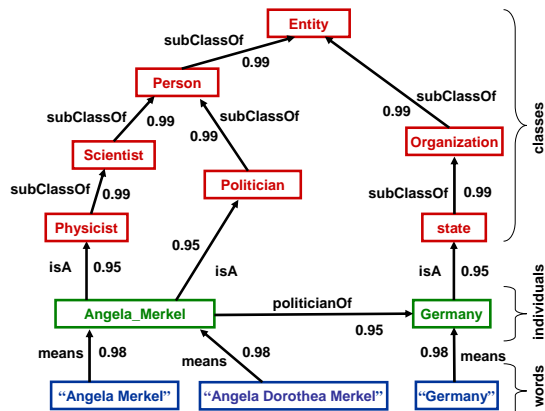 Entity
subClassOf
0.99
Person
subClassOf
0.99
subClassOf
0.99
subClassOf
0.99
classes
Scientist
Organization
subClassOf
0.99
Politician
subClassOf
0.99
Physicist
state
isA
0.95
0.95
isA
isA
0.95
Angela_Merkel
politicianOf
0.95
Germany
individuals
means
0.98
means
0.98
0.98
means
"Angela Merkel"
"Angela Dorothea Merkel"
"Germany"
words